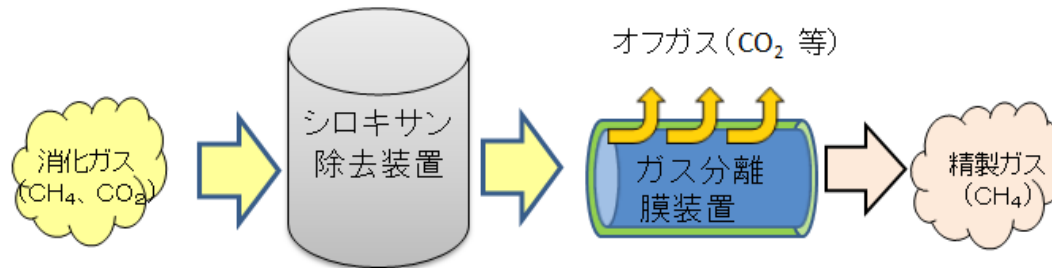 オフガス(CO₂ 等)
消化ガス
(CH₄、CO₂)
シロキサン
除去装置
ガス分離
膜装置
精製ガス
(CH₄)